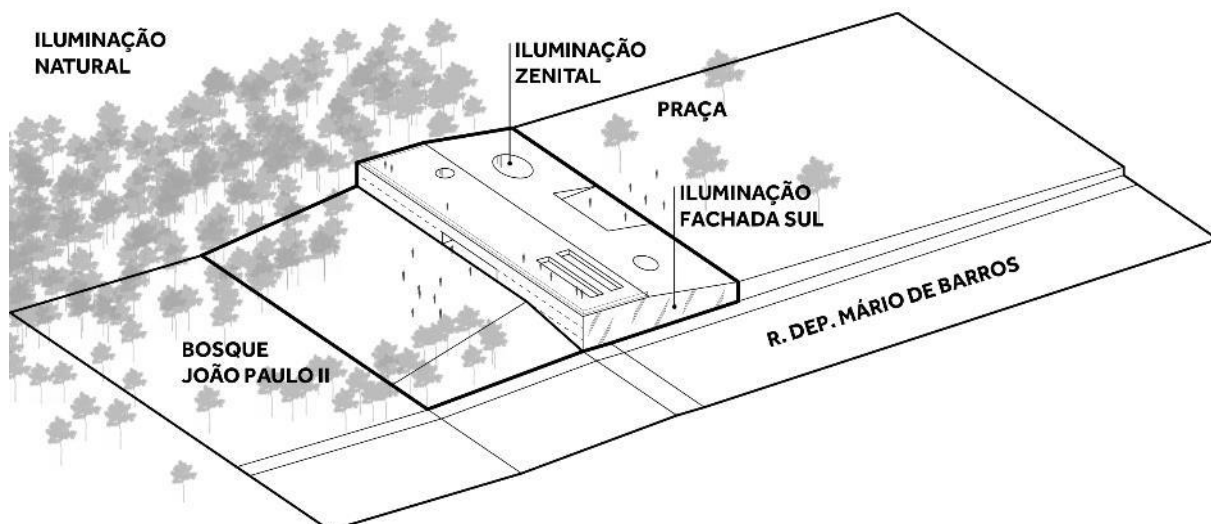 ILUMINAÇÃO
NATURAL
ILUMINAÇÃO
ZENITAL
PRAÇA
ILUMINAÇÃO
FACHADA SUL
R. DEP. MÁRIO DE BARROS
BOSQUE
JOÃO PAULO II